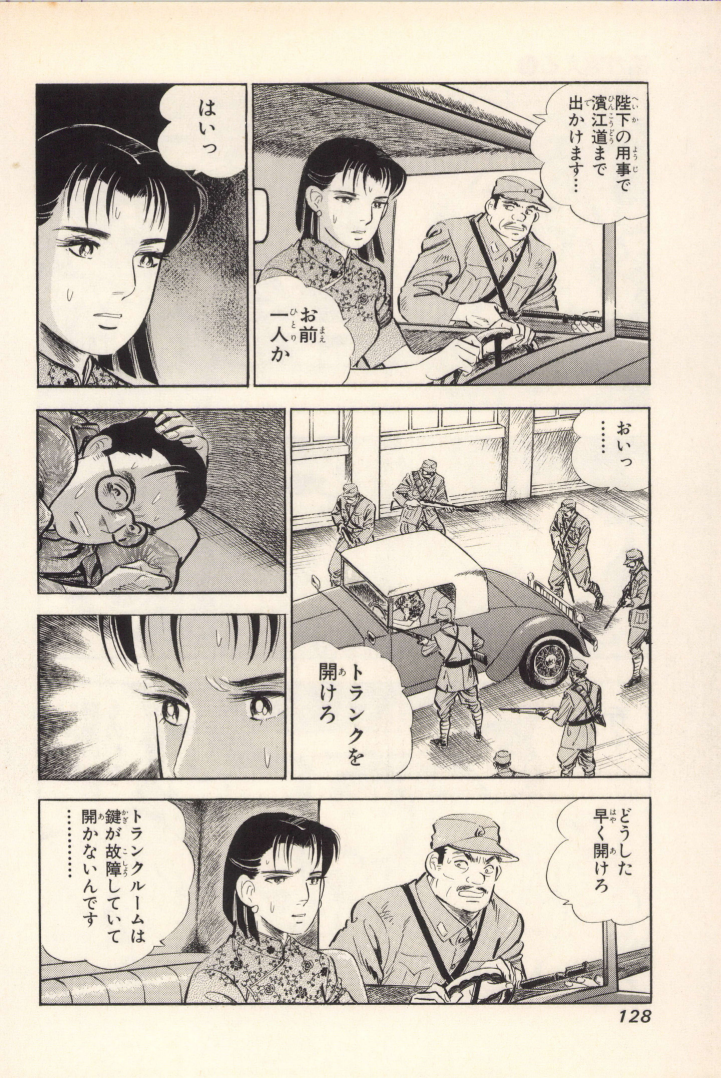 陛下の用事で
濱江道まで
出かけます…
お前
一人か
はいっ
おいっ
……
トランクを
開けろ
どうした
早く開けろ
トランクルームは
鍵が故障していて
開かないんです
…………
128